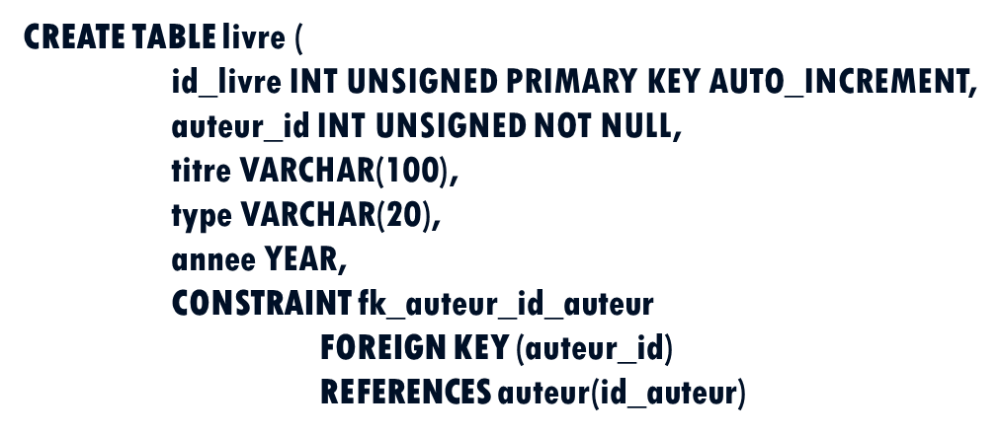 CREATE TABLE livre (
id_livre INT UNSIGNED PRIMARY KEY AUTO_INCREMENT,
auteur_id INT UNSIGNED NOT NULL,
titre VARCHAR(100),
type VARCHAR(20),
annee YEAR,
CONSTRAINT fk_auteur_id_auteur
FOREIGN KEY (auteur_id)
REFERENCES auteur(id_auteur)